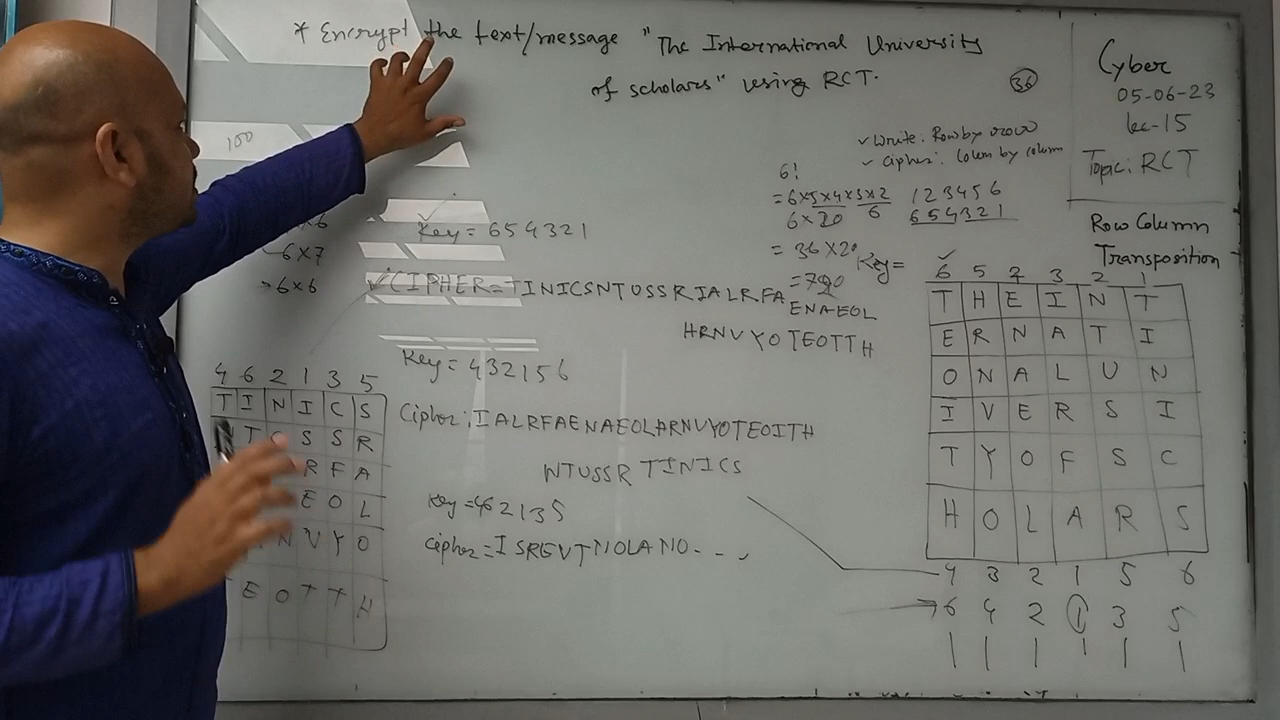 * Encrypt the text/message "The International University
of scholars" using RCT.
36
Cyber
05-06-23
lec-15
Topic: RCT
100
✓ Write: Row by row
✓ Cipher: Colum by column
6!
= 6×5×4×3×2
6×20 6
= 36×20
= 720
1 2 3 4 5 6
6 5 4 3 2 1
Row Column
Transposition
6×7
6×6
Key = 654321
✓ CIPHER = TINICSNTUSSRIALRFA
ENAEOL
HRNVYOTEOTTH
Key = 432156
Cipher: IALRFAENAEOLHRNVYOTEOITH
NTUSSR TINICS
Key = 462135
Cipher = ISREVTNOLANO- - -
Key=
6 5 4 3 2 1
T H E I N T
E R N A T I
O N A L U N
I V E R S I
T Y O F S C
H O L A R S
4 3 2 1 5 6
→ 6 4 2 1 3 5
| | | | | |
4 6 2 1 3 5
T I N I C S
T S S R
R F A
E O L
N V Y O
E O T T H